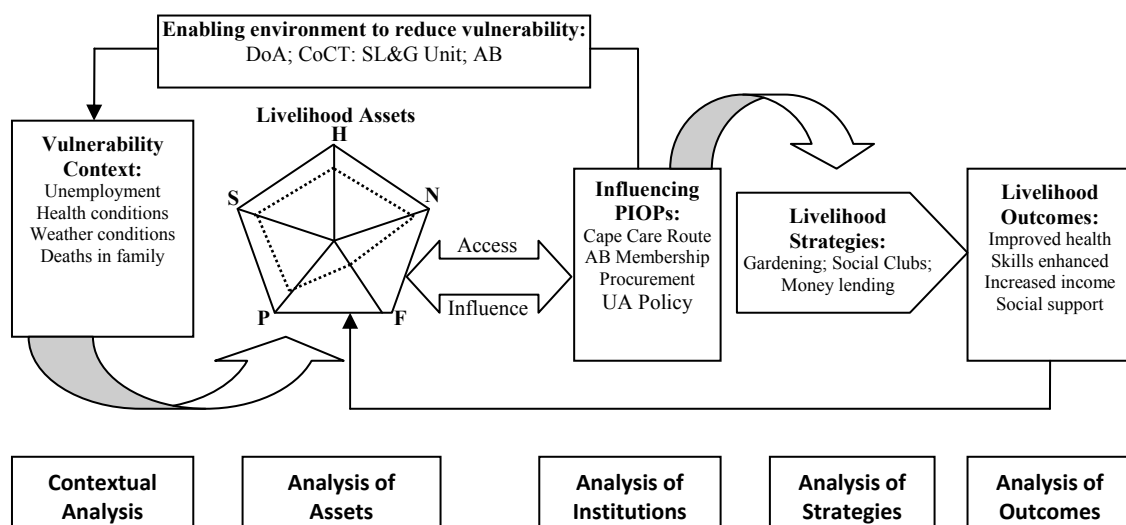 Enabling environment to reduce vulnerability:
DoA; CoCT: SL&G Unit; AB
Vulnerability
Context:
Unemployment
Health conditions
Weather conditions
Deaths in family
Livelihood Assets
H
S
N
P
F
Access
Influence
Influencing
PIOPs:
Cape Care Route
AB Membership
Procurement
UA Policy
Livelihood
Strategies:
Gardening; Social Clubs;
Money lending
Livelihood
Outcomes:
Improved health
Skills enhanced
Increased income
Social support
Contextual
Analysis
Analysis of
Assets
Analysis of
Institutions
Analysis of
Strategies
Analysis of
Outcomes